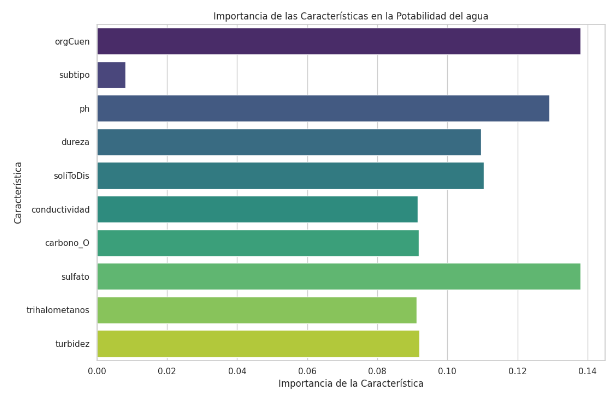 Importancia de las Características en la Potabilidad del agua
orgCuen
subtipo
ph
dureza
soliToDis
conductividad
carbono_O
sulfato
trihalometanos
turbidez
Característica
0.00 0.02 0.04 0.06 0.08 0.10 0.12 0.14
Importancia de la Característica